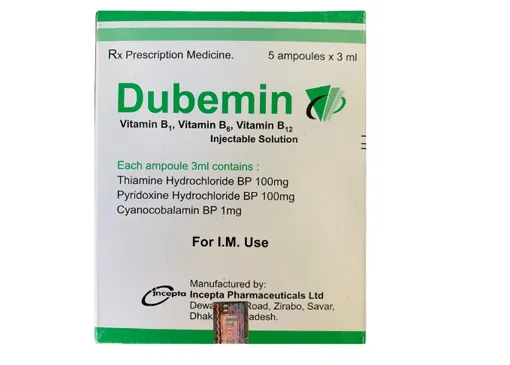 Rx Prescription Medicine. 5 ampoules x 3 ml
Dubemin
Vitamin B1, Vitamin B6, Vitamin B12
Injectable Solution
Each ampoule 3ml contains :
Thiamine Hydrochloride BP 100mg
Pyridoxine Hydrochloride BP 100mg
Cyanocobalamin BP 1mg
For I.M. Use
Manufactured by:
Incepta Incepta Pharmaceuticals Ltd
Road, Zirabo, Savar,